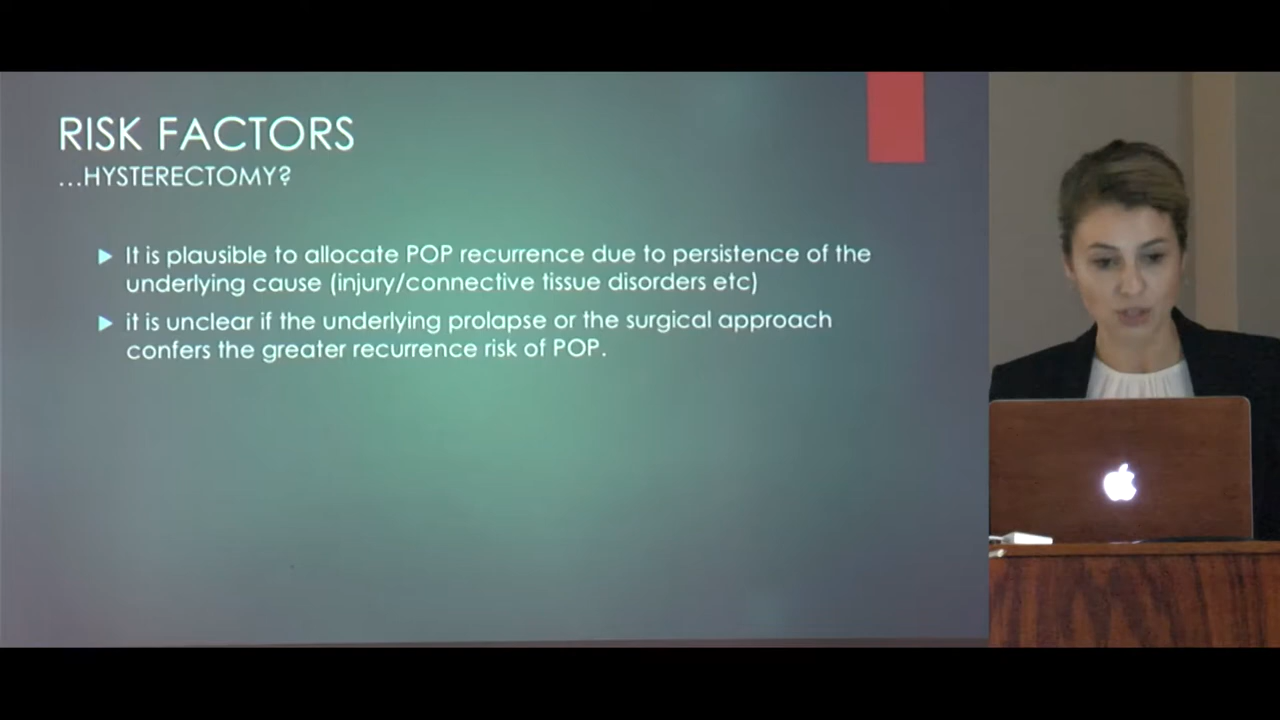 RISK FACTORS
...HYSTERECTOMY?
It is plausible to allocate POP recurrence due to persistence of the
underlying cause (injury/connective tissue disorders etc)
it is unclear if the underlying prolapse or the surgical approach
confers the greater recurrence risk of POP.